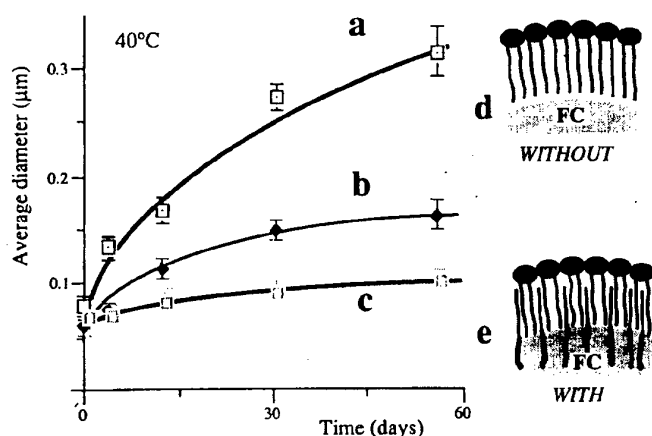 40°C
a
0.3
0.2
b
0.1
c
0
30
60
Time (days)
Average diameter (µm)
d
FC
WITHOUT
e
FC
WITH